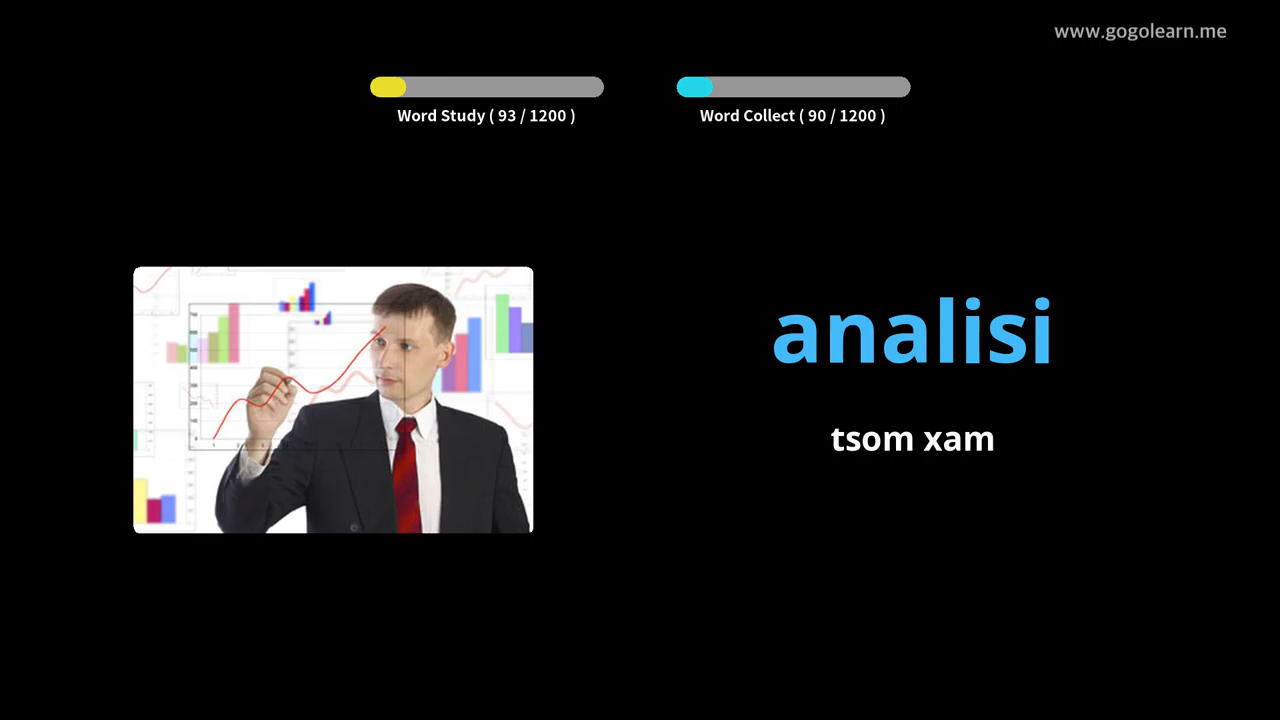 www.gogolearn.me
Word Study ( 93 / 1200 )
Word Collect ( 90 / 1200 )
analisi
tsom xam